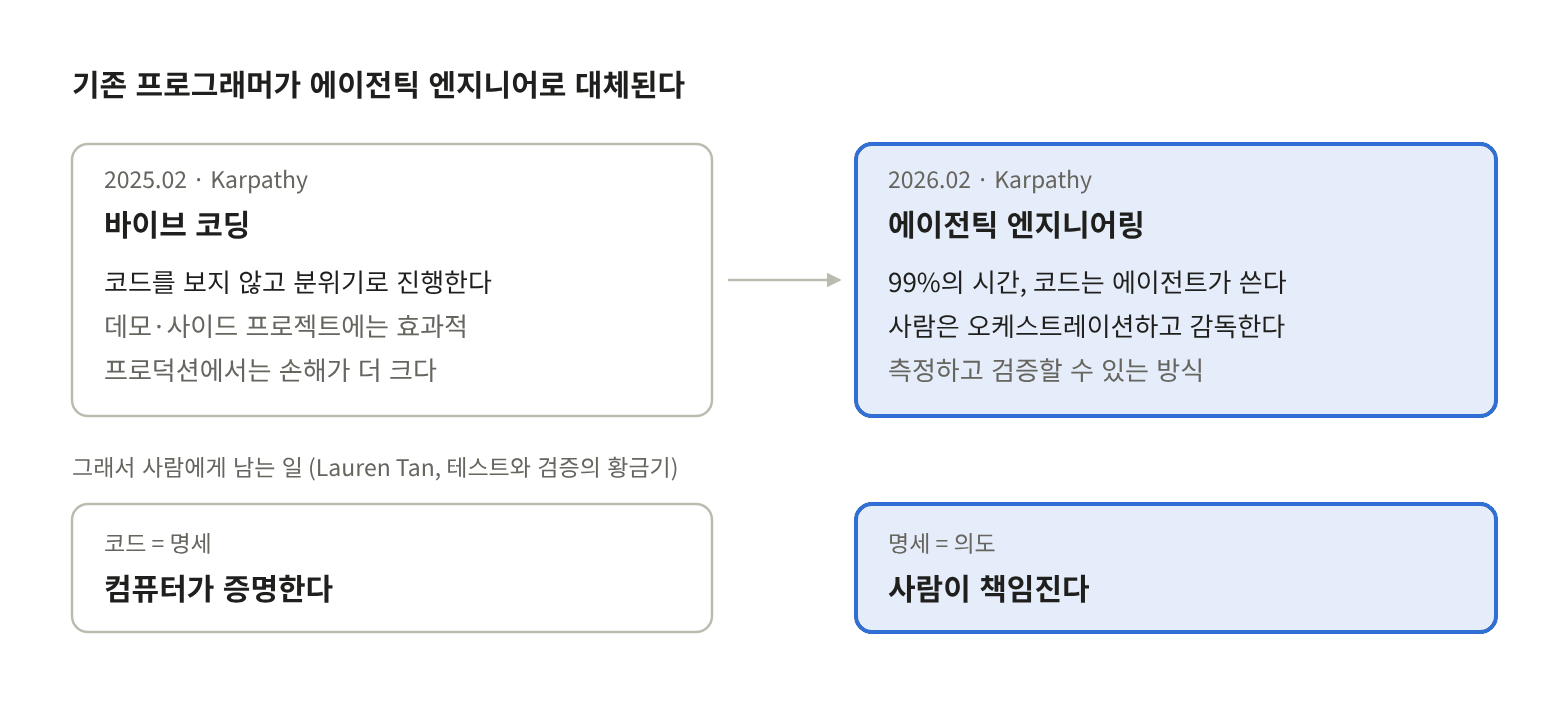 기존 프로그래머가 에이전틱 엔지니어로 대체된다
2025.02 · Karpathy
바이브 코딩
코드를 보지 않고 분위기로 진행한다
데모·사이드 프로젝트에는 효과적
프로덕션에서는 손해가 더 크다
2026.02 · Karpathy
에이전틱 엔지니어링
99%의 시간, 코드는 에이전트가 쓴다
사람은 오케스트레이션하고 감독한다
측정하고 검증할 수 있는 방식
그래서 사람에게 남는 일 (Lauren Tan, 테스트와 검증의 황금기)
코드 = 명세
컴퓨터가 증명한다
명세 = 의도
사람이 책임진다